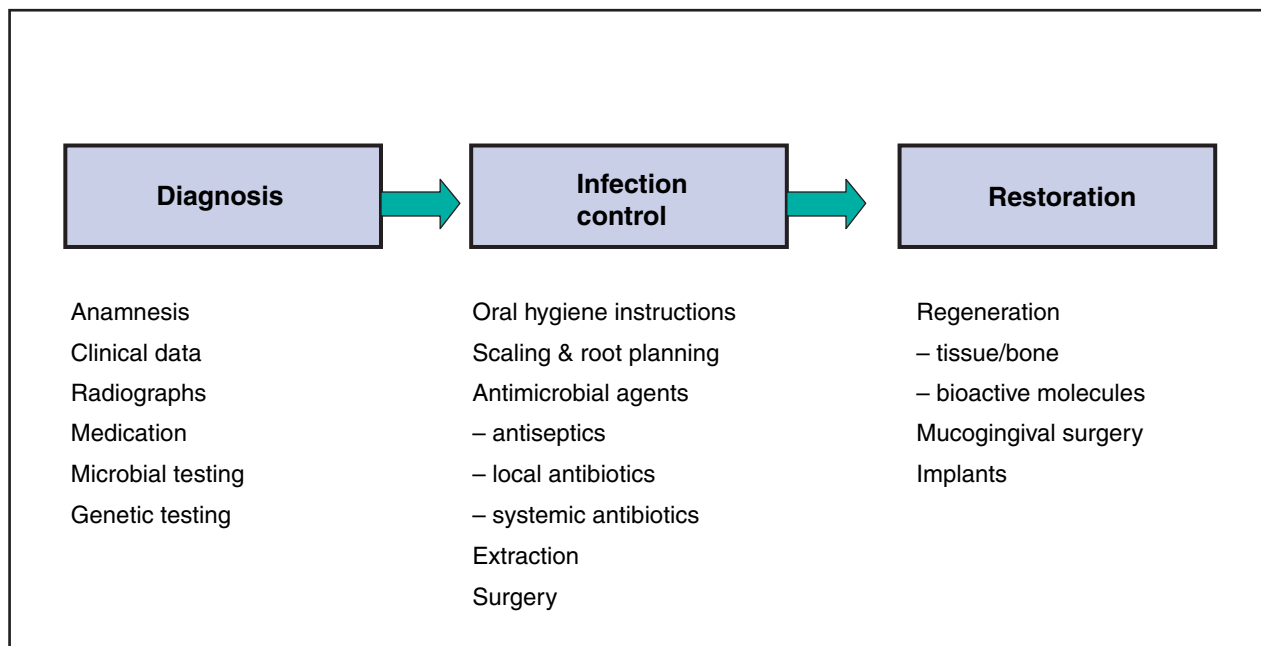 Diagnosis
Infection
control
Restoration
Anamnesis
Clinical data
Radiographs
Medication
Microbial testing
Genetic testing
Oral hygiene instructions
Scaling & root planning
Antimicrobial agents
– antiseptics
– local antibiotics
– systemic antibiotics
Extraction
Surgery
Regeneration
– tissue/bone
– bioactive molecules
Mucogingival surgery
Implants